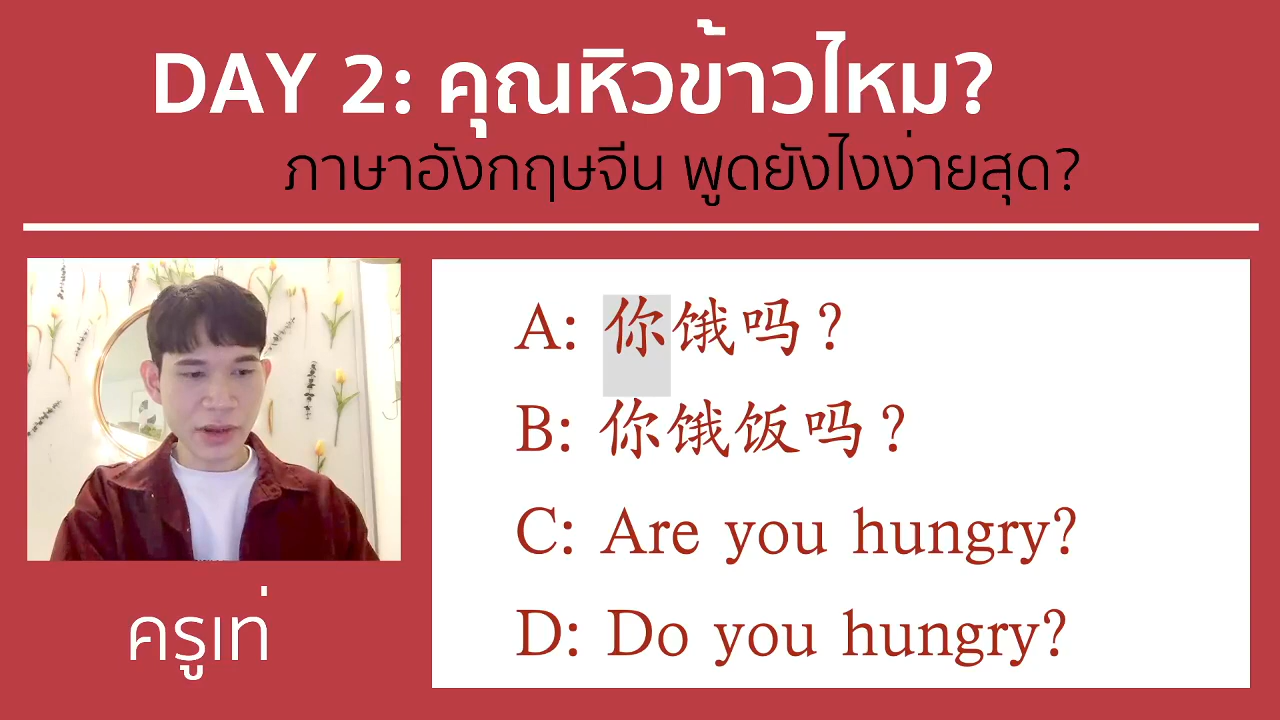 DAY 2: คุณหิวข้าวไหม?
ภาษาอังกฤษจีน พูดยังไงง่ายสุด?
A: 你饿吗？
B: 你饿饭吗？
C: Are you hungry?
D: Do you hungry?
ครูเท่